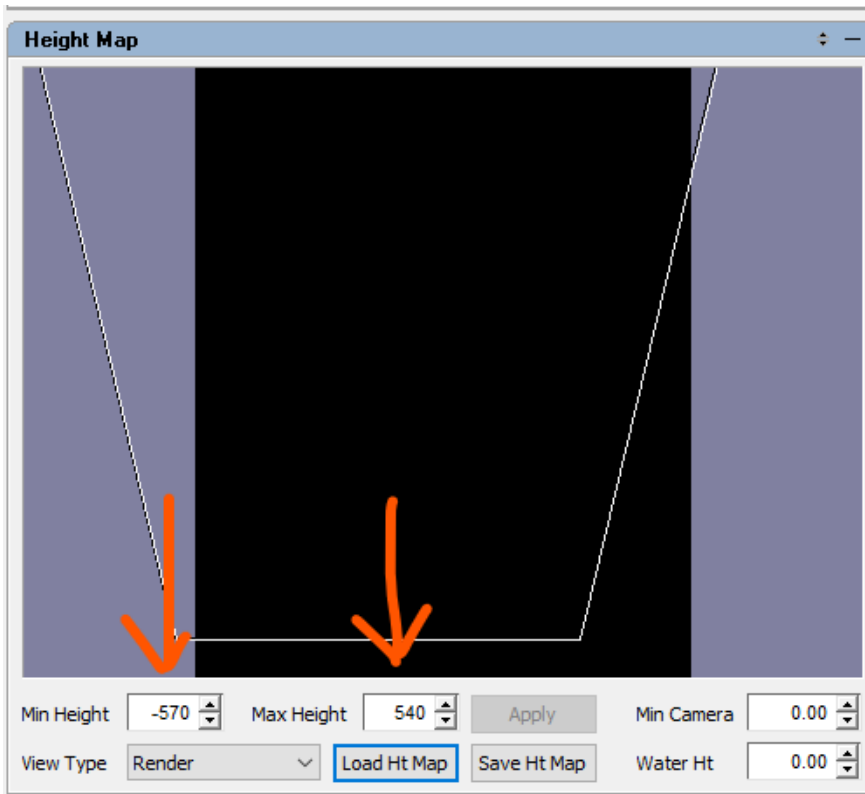 Height Map
Min Height -570 Max Height 540 Apply Min Camera 0.00
View Type Render Load Ht Map Save Ht Map Water Ht 0.00